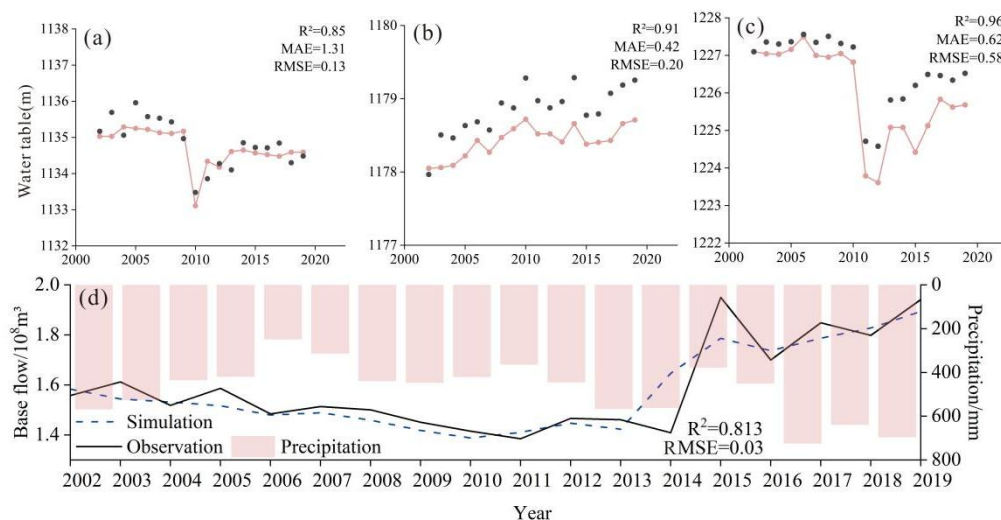 (a)
R²=0.85
MAE=1.31
RMSE=0.13
Water table(m)
1138
1137
1136
1135
1134
1133
1132
2000
2005
2010
2015
2020
(b)
R²=0.91
MAE=0.42
RMSE=0.20
1180
1179
1178
1177
2000
2005
2010
2015
2020
(c)
R²=0.96
MAE=0.62
RMSE=0.58
1228
1227
1226
1225
1224
1223
1222
2000
2005
2010
2015
2020
(d)
Base flow/10⁸m³
2.0
1.8
1.6
1.4
Simulation
Observation
Precipitation
R²=0.813
RMSE=0.03
0
200
400
600
800
Precipitation/mm
2002 2003 2004 2005 2006 2007 2008 2009 2010 2011 2012 2013 2014 2015 2016 2017 2018 2019
Year